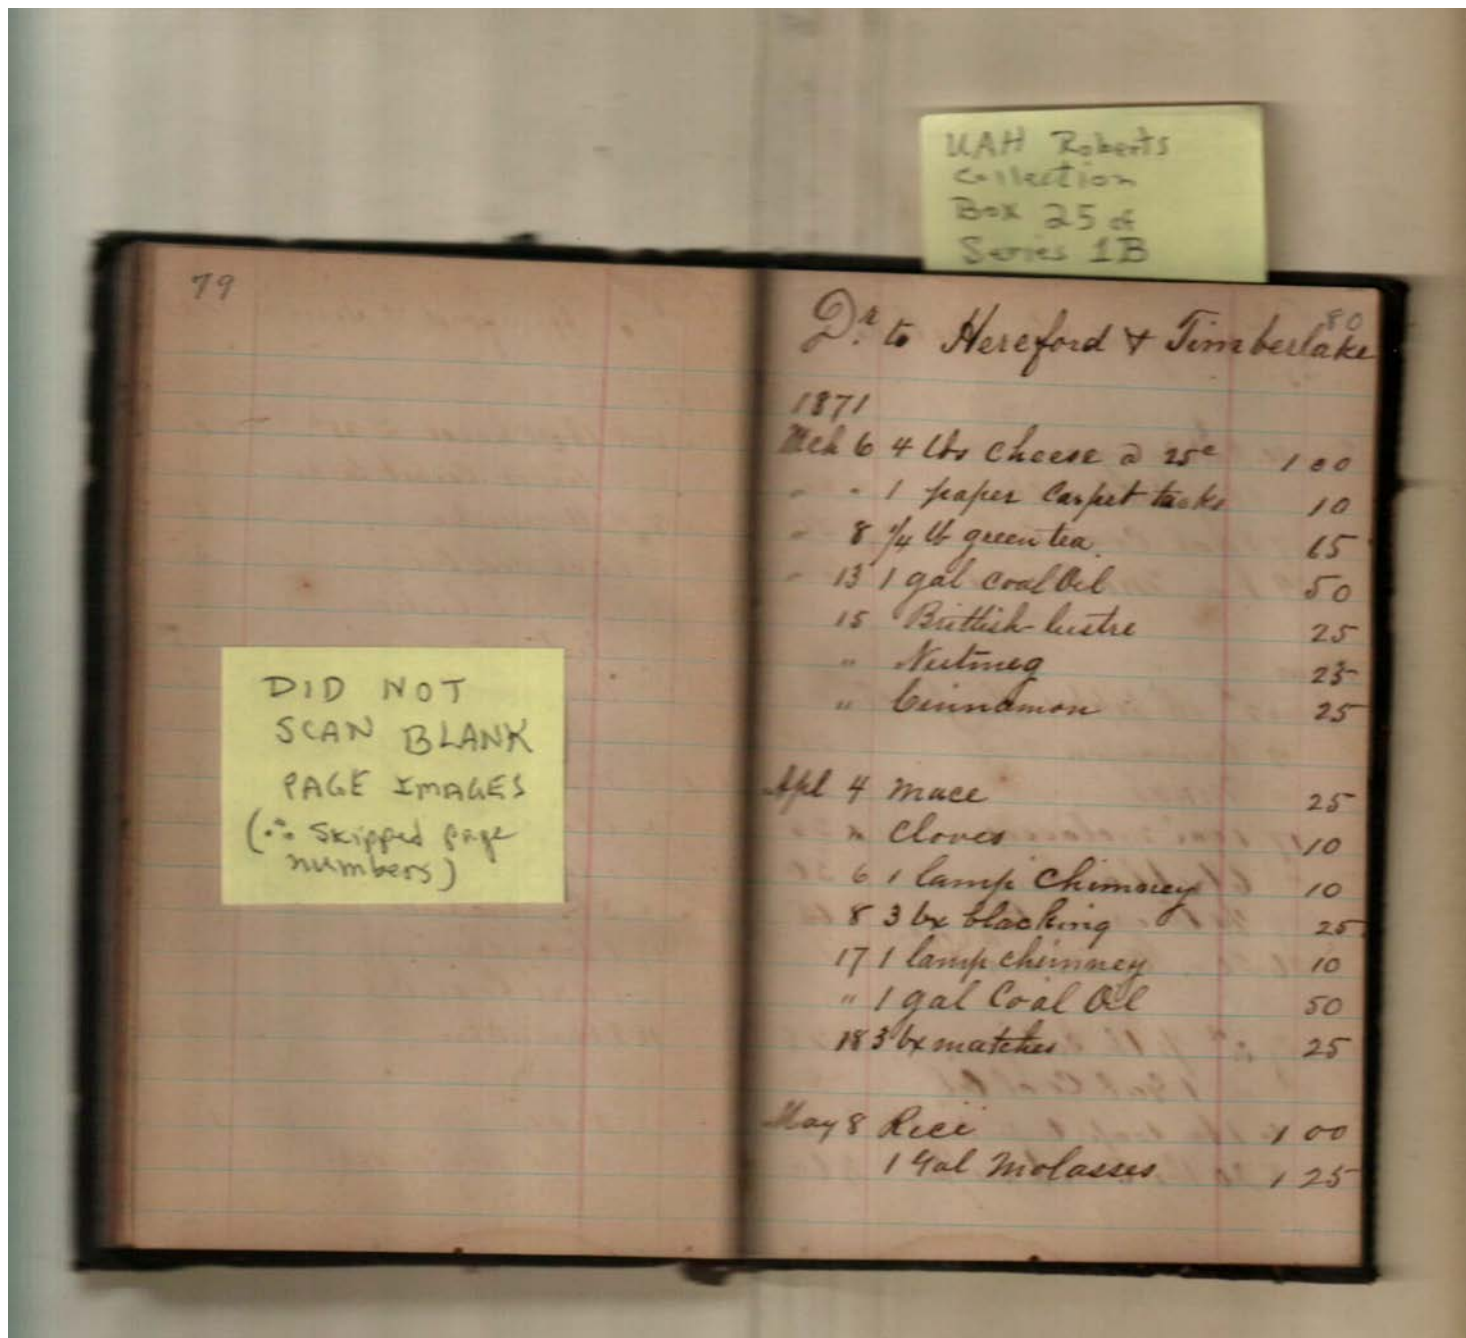 UAH Roberts
Collection
Box 25 of
Series 1B
79
80
Dr. to Hereford & Timberlake
1871
Mch 6 4 lbs cheese @ 25c 1 00
" " 1 paper carpet tacks 10
" 8 1/4 lb green tea. 65
" 13 1 gal Coal Oil 50
15 Brittish lustre 25
" Nutmeg 25
" Cinnamon 25
Apl 4 Mace 25
" Cloves 10
6 1 lamp Chimney 10
8 3 bx blacking 25
17 1 lamp chimney 10
" 1 gal Coal Oil 50
18 3 bx matches 25
May 8 Rice 1 00
1 Gal Molasses 1 25
DID NOT
SCAN BLANK
PAGE IMAGES
(∴ Skipped page
numbers)